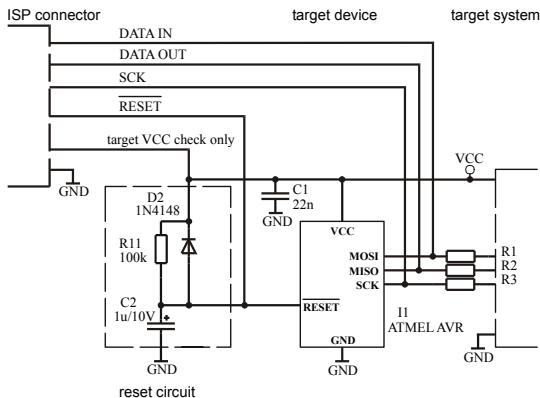 ISP connector
target device
target system
DATA IN
DATA OUT
SCK
RESET
target VCC check only
GND
VCC
D2
1N4148
C1
22n
GND
R11
100k
VCC
MOSI
MISO
SCK
R1
R2
R3
C2
1u/10V
+
RESET
I1
ATMEL AVR
GND
GND
GND
GND
reset circuit